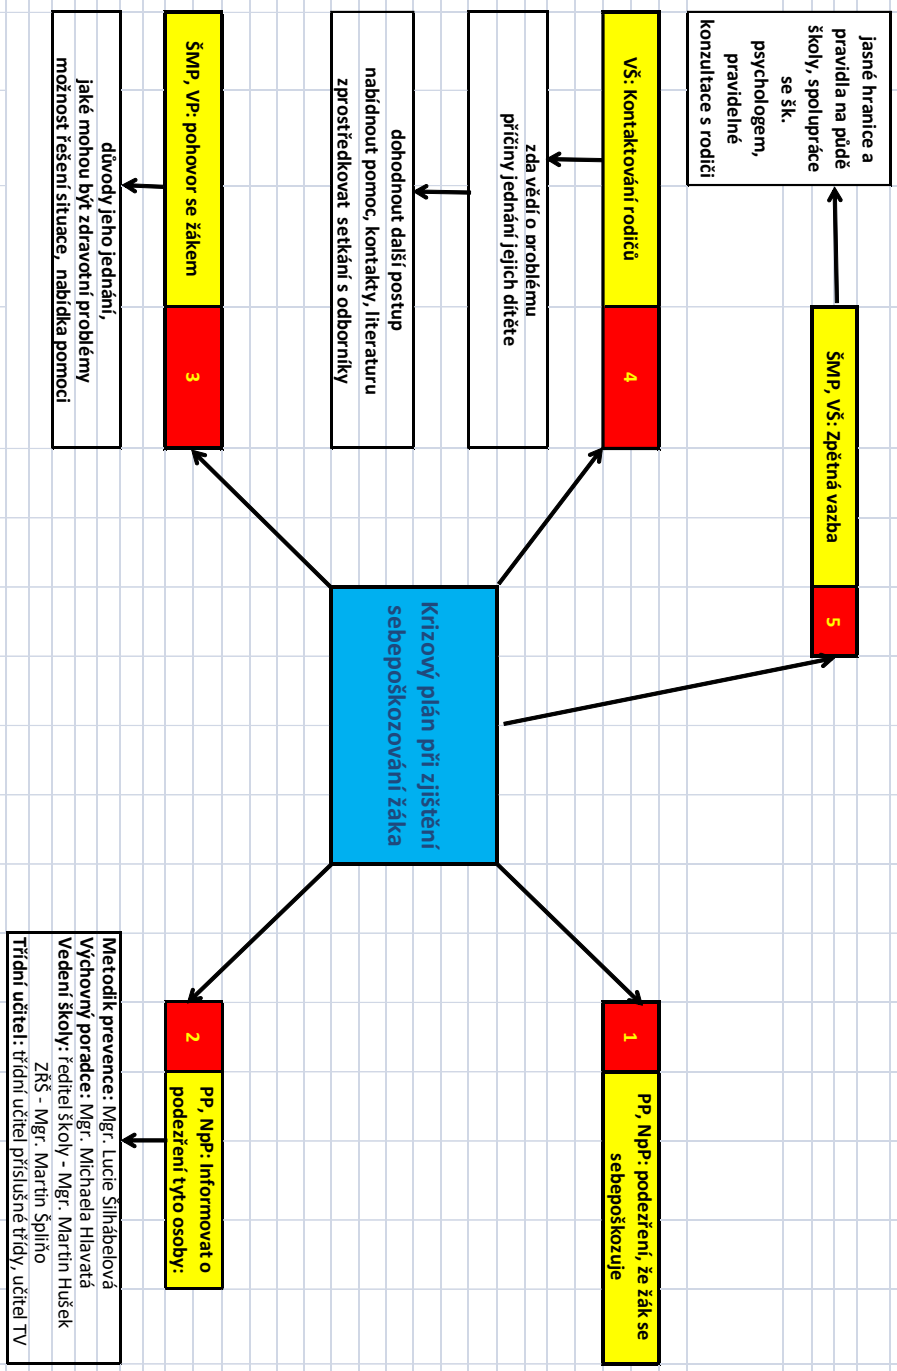 Krizový plán při zjištění
sebepoškozování žáka
1
PP, NpP: podezření, že žák se
sebepoškozuje
2
PP, NpP: Informovat o
podezření tyto osoby:
Metodik prevence: Mgr. Lucie Šilhábelová
Výchovný poradce: Mgr. Michaela Hlavatá
Vedení školy: ředitel školy - Mgr. Martin Hušek
ZŘŠ - Mgr. Martin Špliňo
Třídní učitel: třídní učitel příslušné třídy, učitel TV
ŠMP, VP: pohovor se žákem
3
důvody jeho jednání,
jaké mohou být zdravotní problémy
možnost řešení situace, nabídka pomoci
VŠ: Kontaktování rodičů
4
zda vědí o problému
příčiny jednání jejich dítěte
dohodnout další postup
nabídnout pomoc, kontakty, literaturu
zprostředkovat setkání s odborníky
ŠMP, VŠ: Zpětná vazba
5
jasné hranice a
pravidla na půdě
školy, spolupráce
se šk.
psychologem,
pravidelné
konzultace s rodiči